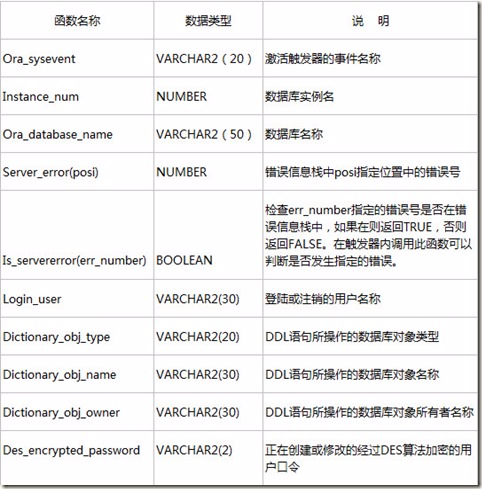 函数名称 数据类型 说 明
Ora_sysevent VARCHAR2（20） 激活触发器的事件名称
Instance_num NUMBER 数据库实例名
Ora_database_name VARCHAR2（50） 数据库名称
Server_error(posi) NUMBER 错误信息栈中posi指定位置中的错误号
检查err_number指定的错误号是否在错
误信息栈中，如果在则返回TRUE，否则
返回FALSE。在触发器内调用此函数可以
Is_servererror(err_number) BOOLEAN 判断是否发生指定的错误。
Login_user VARCHAR2(30) 登陆或注销的用户名称
Dictionary_obj_type VARCHAR2(20) DDL语句所操作的数据库对象类型
Dictionary_obj_name VARCHAR2(30) DDL语句所操作的数据库对象名称
Dictionary_obj_owner VARCHAR2(30) DDL语句所操作的数据库对象所有者名称
Des_encrypted_password VARCHAR2(2) 正在创建或修改的经过DES算法加密的用
户口令